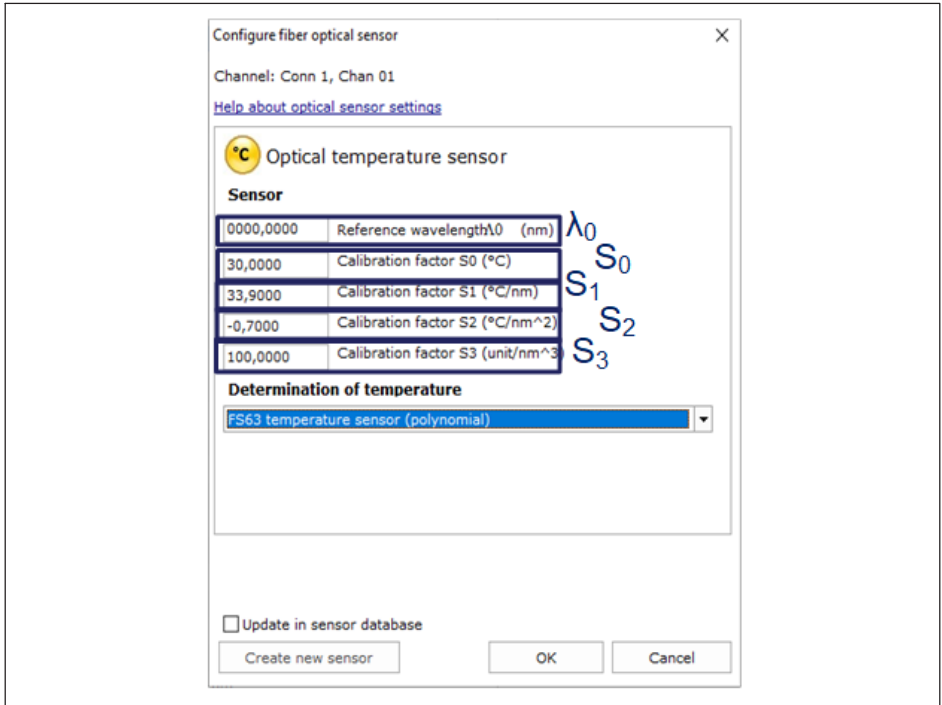 Configure fiber optical sensor
Channel: Conn 1, Chan 01
Help about optical sensor settings
°C Optical temperature sensor
Sensor
0000,0000 Reference wavelength λ0 (nm) λ0
30,0000 Calibration factor S0 (°C) S0
33,9000 Calibration factor S1 (°C/nm) S1
-0,7000 Calibration factor S2 (°C/nm^2) S2
100,0000 Calibration factor S3 (unit/nm^3) S3
Determination of temperature
FS63 temperature sensor (polynomial)
Update in sensor database
Create new sensor OK Cancel